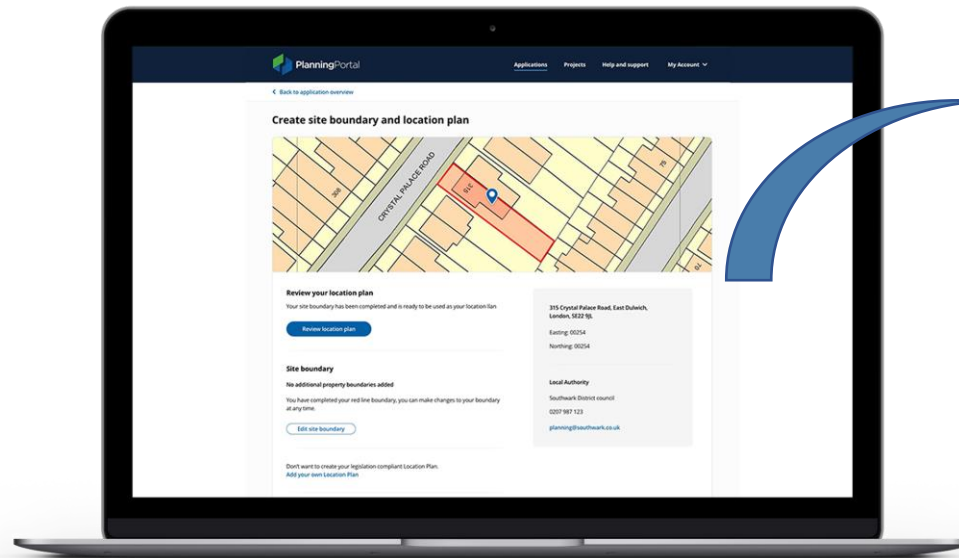 PlanningPortal
Applications Projects Help and support My Account
Back to application overview
Create site boundary and location plan
308
CRYSTAL PALACE ROAD
315
75
Review your location plan
Your site boundary has been completed and is ready to be used as your location llan
Review location plan
Site boundary
No additional property boundaries added
You have completed your red line boundary, you can make changes to your boundary
at any time.
Edit site boundary
Don't want to create your legislation compliant Location Plan.
Add your own Location Plan
315 Crystal Palace Road, East Dulwich,
London, SE22 9JL
Easting: 00254
Northing: 00254
Local Authority
Southwark District council
0207 987 123
planning@southwark.co.uk